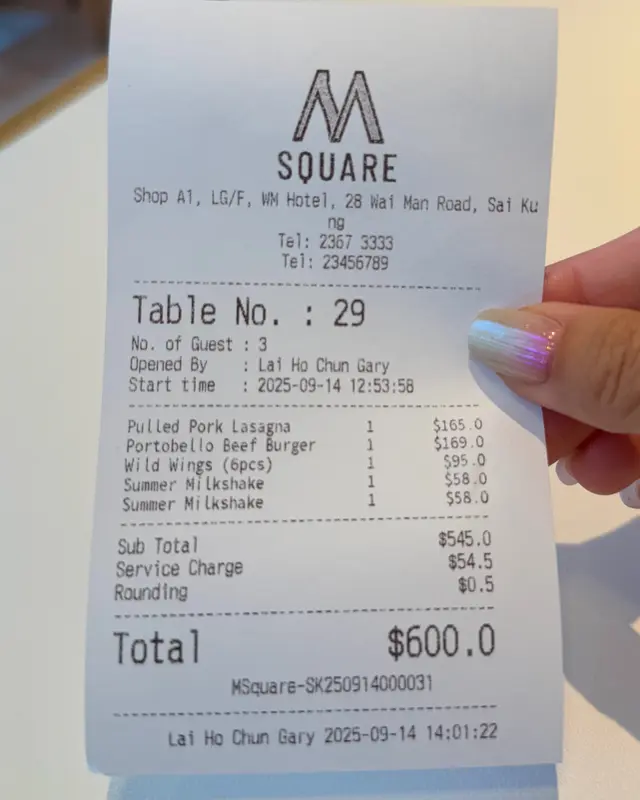 M
SQUARE
Shop A1, LG/F, WM Hotel, 28 Wai Man Road, Sai Ku
ng
Tel: 2367 3333
Tel: 23456789
Table No. : 29
No. of Guest : 3
Opened By : Lai Ho Chun Gary
Start time : 2025-09-14 12:53:58
Pulled Pork Lasagna 1 $165.0
Portobello Beef Burger 1 $169.0
Wild Wings (6pcs) 1 $95.0
Summer Milkshake 1 $58.0
Summer Milkshake 1 $58.0
Sub Total $545.0
Service Charge $54.5
Rounding $0.5
Total $600.0
MSquare-SK250914000031
Lai Ho Chun Gary 2025-09-14 14:01:22